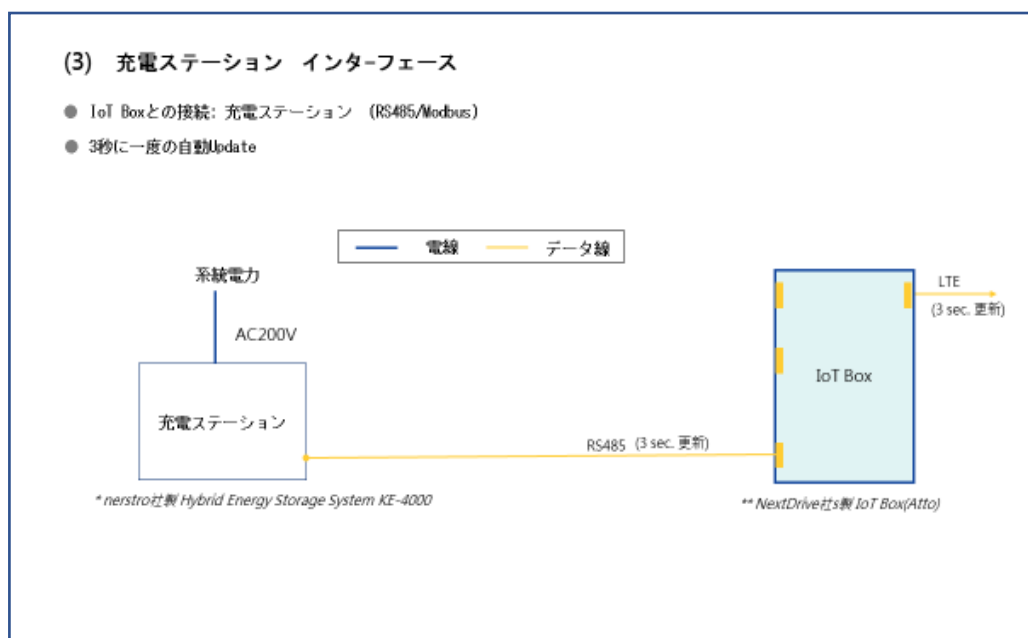 (3) 充電ステーション インターフェース
● IoT Boxとの接続: 充電ステーション (RS485/Modbus)
● 3秒に一度の自動Update
電線 データ線
系統電力
AC200V
充電ステーション
RS485 (3 sec. 更新)
IoT Box
LTE
(3 sec. 更新)
* nerstro社製 Hybrid Energy Storage System KE-4000
** NextDrive社s製 IoT Box(Atto)